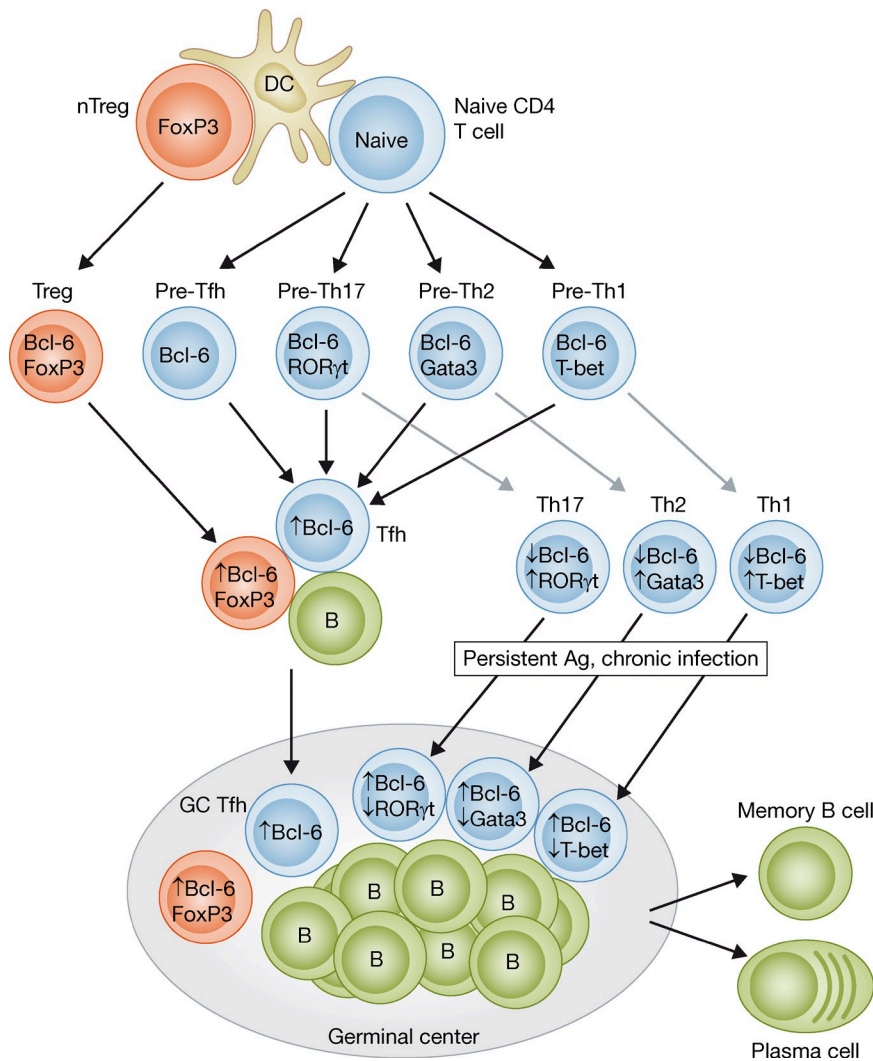 DC
nTreg
FoxP3
Naive
Naive CD4
T cell
Treg
Pre-Tfh
Pre-Th17
Pre-Th2
Pre-Th1
Bcl-6
FoxP3
Bcl-6
Bcl-6
RORγt
Bcl-6
Gata3
Bcl-6
T-bet
Th17
Th2
Th1
↑Bcl-6
Tfh
↓Bcl-6
↑RORγt
↓Bcl-6
↑Gata3
↓Bcl-6
↑T-bet
↑Bcl-6
FoxP3
B
Persistent Ag, chronic infection
GC Tfh
↑Bcl-6
↑Bcl-6
↓RORγt
↑Bcl-6
↓Gata3
↑Bcl-6
↓T-bet
Memory B cell
↑Bcl-6
FoxP3
B
B
B
B
B
B
B
Germinal center
Plasma cell